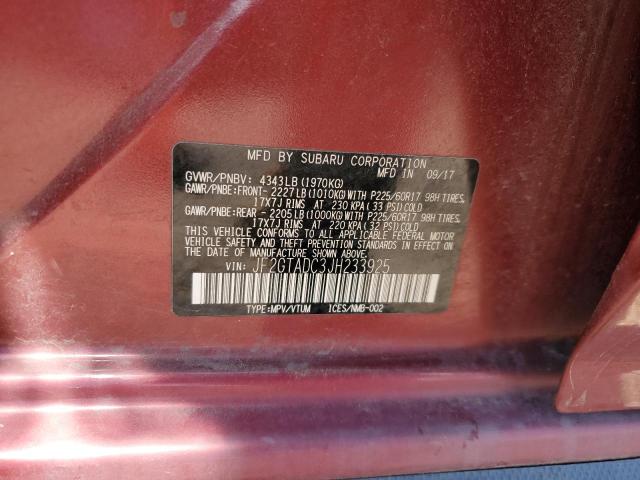 MFD BY SUBARU CORPORATION
MFD IN 09/17
GVWR/PNBV: 4343LB (1970KG)
GAWR/PNBE:FRONT- 2227LB(1010KG)WITH P225/60R17 98H TIRES,
17X7J RIMS AT 230 KPA (33 PSI)COLD
GAWR/PNBE:REAR - 2205LB(1000KG)WITH P225/60R17 98H TIRES,
17X7J RIMS AT 220 KPA (32 PSI)COLD
THIS VEHICLE CONFORMS TO ALL APPLICABLE FEDERAL MOTOR
VEHICLE SAFETY AND THEFT PREVENTION STANDARDS IN EFFECT ON
THE DATE OF MANUFACTURE SHOWN ABOVE.
VIN: JF2GTADC3JH233925
TYPE:MPV/VTUM ICES/NMB-002